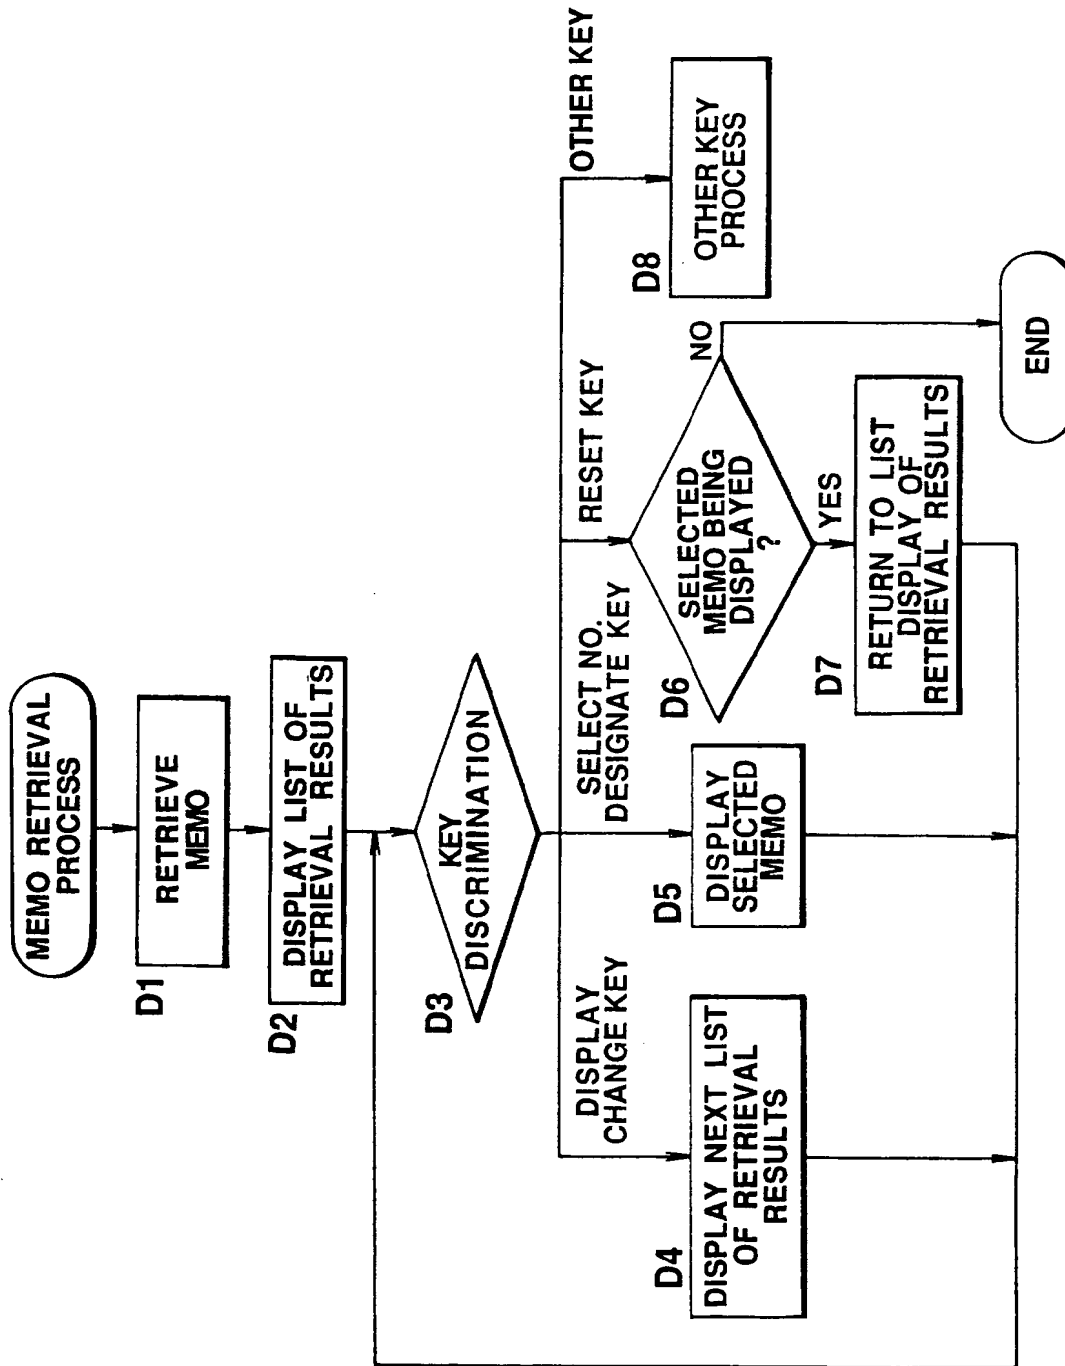 MEMO RETRIEVAL
PROCESS
D1
RETRIEVE
MEMO
D2
DISPLAY LIST OF
RETRIEVAL RESULTS
D3
KEY
DISCRIMINATION
DISPLAY
CHANGE KEY
SELECT NO.
DESIGNATE KEY
RESET KEY
OTHER KEY
D4
DISPLAY NEXT LIST
OF RETRIEVAL
RESULTS
D5
DISPLAY
SELECTED
MEMO
D6
SELECTED
MEMO BEING
DISPLAYED
?
NO
YES
D7
RETURN TO LIST
DISPLAY OF
RETRIEVAL RESULTS
D8
OTHER KEY
PROCESS
END